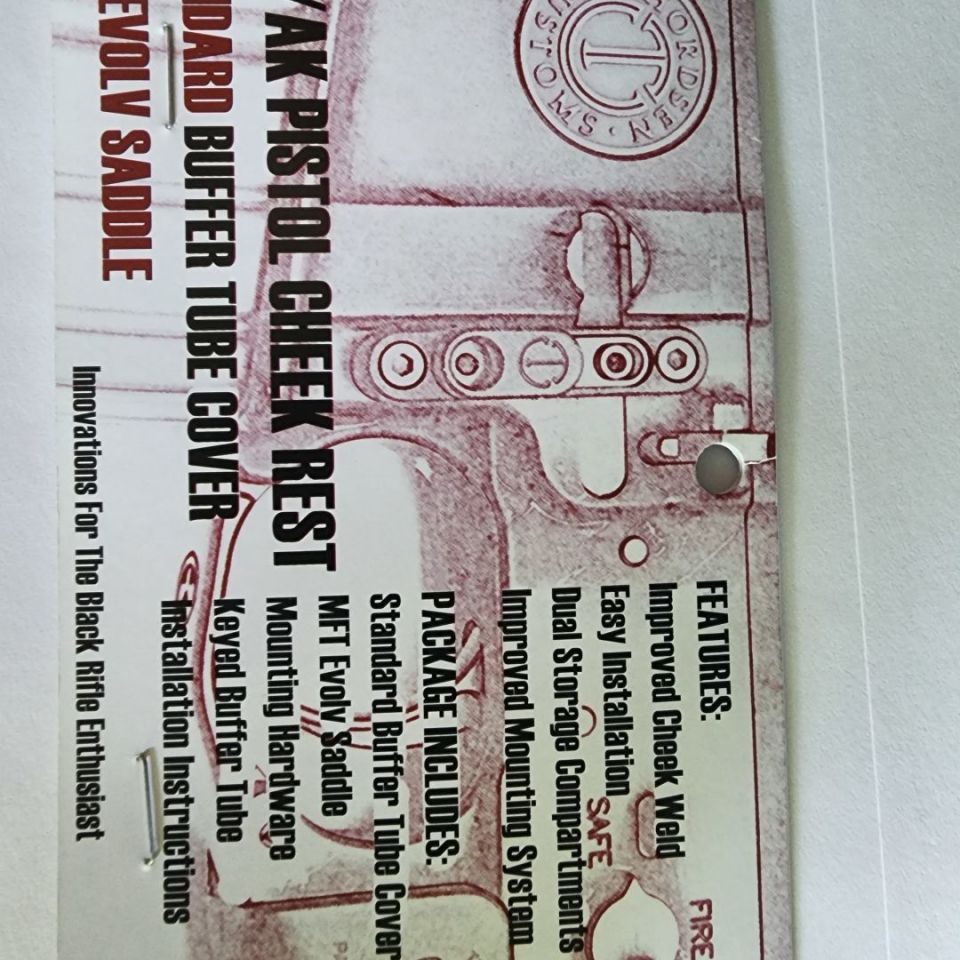 THORDSEN · CUSTOMS ·
FEATURES:
Improved Cheek Weld
Easy Installation
Dual Storage Compartments
Improved Mounting System
PACKAGE INCLUDES:
Standard Buffer Tube Cover
MFT Evolv Saddle
Mounting Hardware
Keyed Buffer Tube
Installation Instructions
SAFE
FIRE
/AK PISTOL CHEEK REST
NDARD BUFFER TUBE COVER
EVOLV SADDLE
Innovations For The Black Rifle Enthusiast